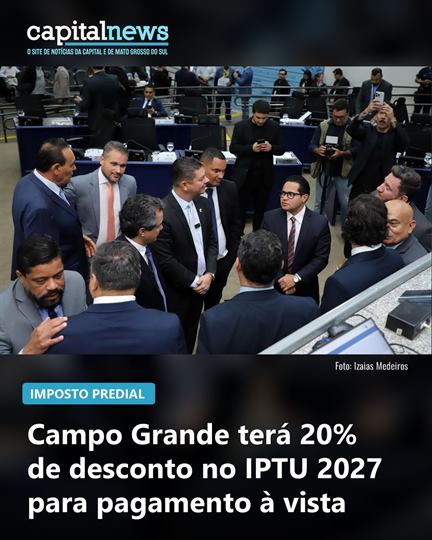 capitalnews
O SITE DE NOTÍCIAS DA CAPITAL E DE MATO GROSSO DO SUL
Foto: Izaias Medeiros
IMPOSTO PREDIAL
Campo Grande terá 20%
de desconto no IPTU 2027
para pagamento à vista